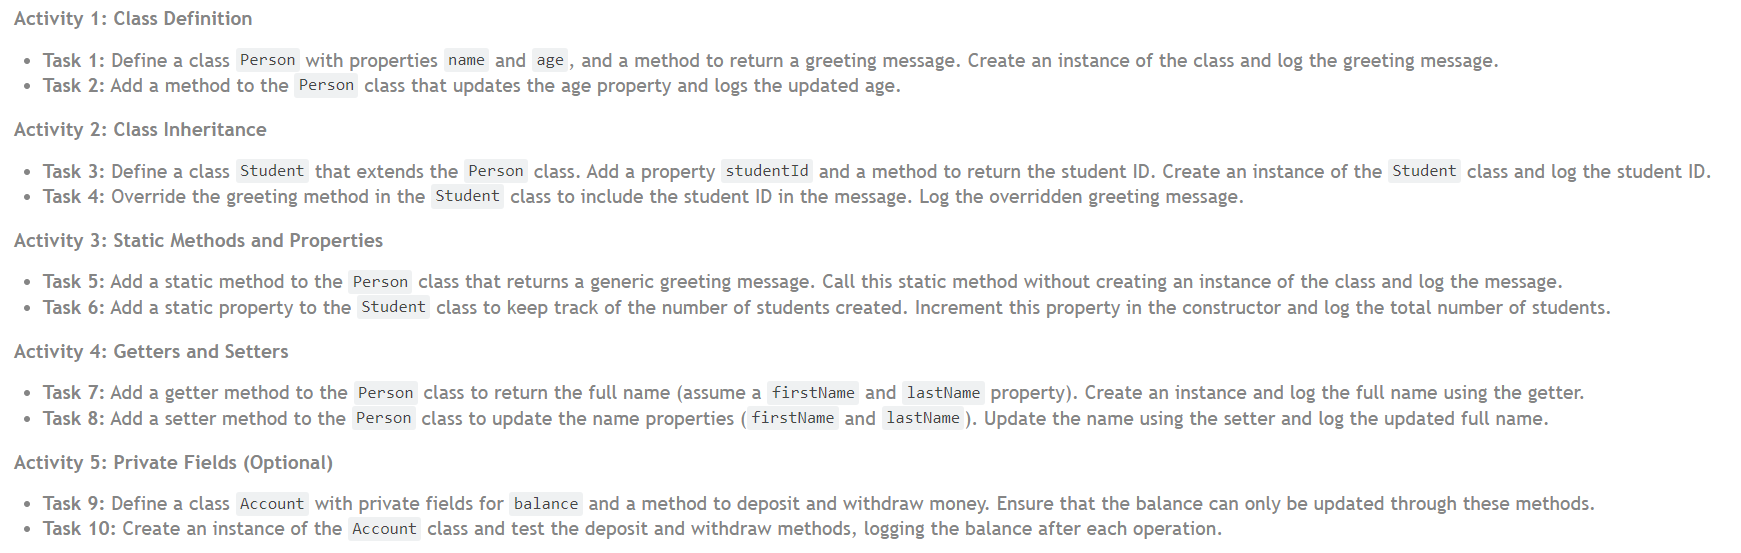 Activity 1: Class Definition
• Task 1: Define a class Person with properties name and age, and a method to return a greeting message. Create an instance of the class and log the greeting message.
• Task 2: Add a method to the Person class that updates the age property and logs the updated age.
Activity 2: Class Inheritance
• Task 3: Define a class Student that extends the Person class. Add a property studentId and a method to return the student ID. Create an instance of the Student class and log the student ID.
• Task 4: Override the greeting method in the Student class to include the student ID in the message. Log the overridden greeting message.
Activity 3: Static Methods and Properties
• Task 5: Add a static method to the Person class that returns a generic greeting message. Call this static method without creating an instance of the class and log the message.
• Task 6: Add a static property to the Student class to keep track of the number of students created. Increment this property in the constructor and log the total number of students.
Activity 4: Getters and Setters
• Task 7: Add a getter method to the Person class to return the full name (assume a firstName and lastName property). Create an instance and log the full name using the getter.
• Task 8: Add a setter method to the Person class to update the name properties (firstName and lastName). Update the name using the setter and log the updated full name.
Activity 5: Private Fields (Optional)
• Task 9: Define a class Account with private fields for balance and a method to deposit and withdraw money. Ensure that the balance can only be updated through these methods.
• Task 10: Create an instance of the Account class and test the deposit and withdraw methods, logging the balance after each operation.